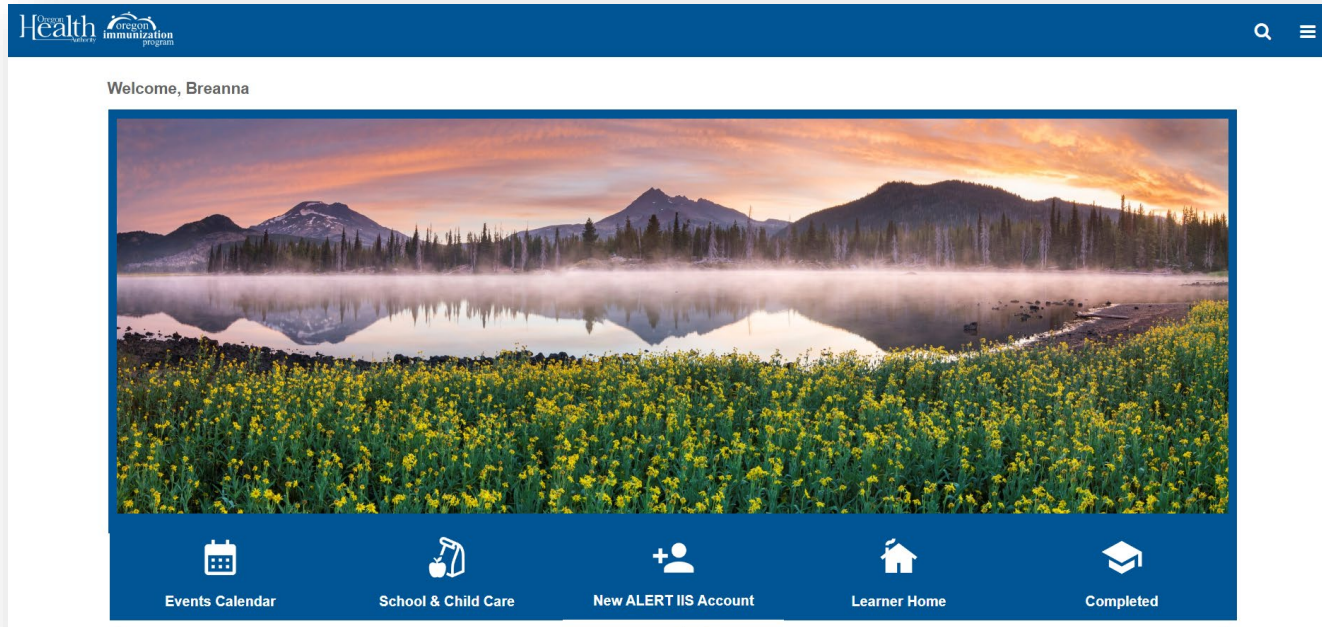 Oregon
Health
Authority
oregon
immunization
program
Welcome, Breanna
Events Calendar
School & Child Care
New ALERT IIS Account
Learner Home
Completed